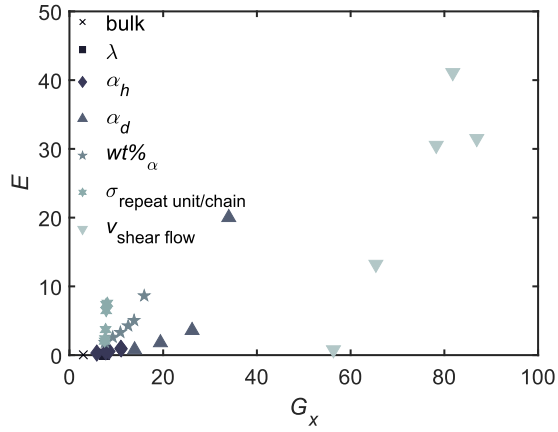 50
40
30
20
10
0
E
bulk
λ
α_h
α_d
wt%_α
σ_repeat unit/chain
v_shear flow
0 20 40 60 80 100
G_x